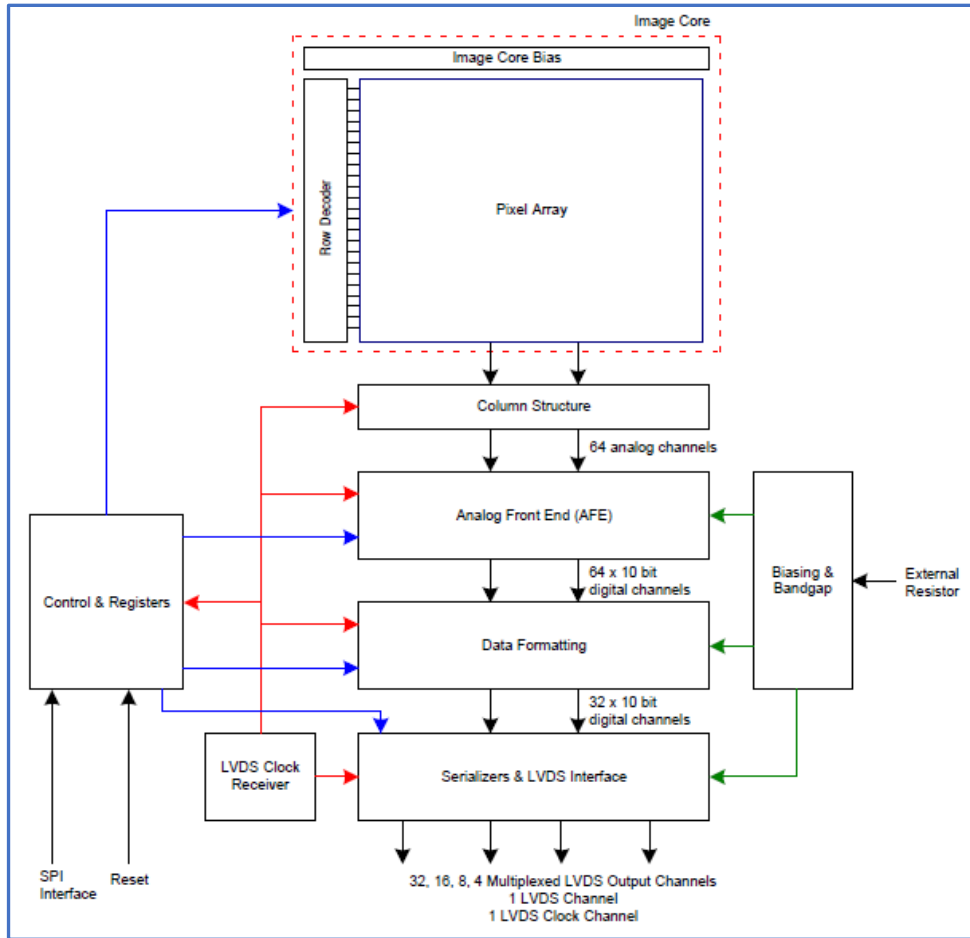 Image Core
Image Core Bias
Row Decoder
Pixel Array
Column Structure
64 analog channels
Analog Front End (AFE)
64 x 10 bit
digital channels
Biasing &
Bandgap
External
Resistor
Control & Registers
Data Formatting
32 x 10 bit
digital channels
LVDS Clock
Receiver
Serializers & LVDS Interface
SPI
Interface
Reset
32, 16, 8, 4 Multiplexed LVDS Output Channels
1 LVDS Channel
1 LVDS Clock Channel